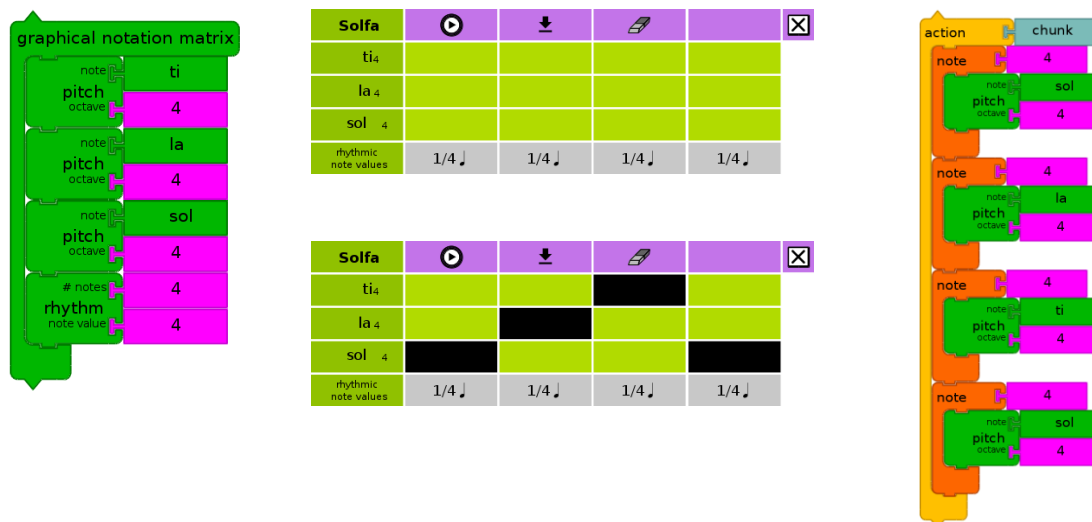 graphical notation matrix
note ti
pitch
octave 4
note la
pitch
octave 4
note sol
pitch
octave 4
# notes 4
rhythm
note value 4
Solfa
ti4
la 4
sol 4
rhythmic
note values 1/4♩ 1/4♩ 1/4♩ 1/4♩
Solfa
ti4
la 4
sol 4
rhythmic
note values 1/4♩ 1/4♩ 1/4♩ 1/4♩
action chunk
note 4
note sol
pitch
octave 4
note 4
note la
pitch
octave 4
note 4
note ti
pitch
octave 4
note 4
note sol
pitch
octave 4